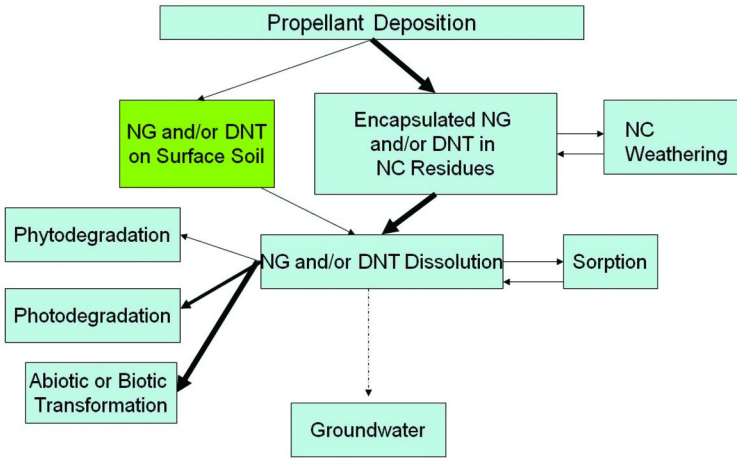 Propellant Deposition
NG and/or DNT
on Surface Soil
Encapsulated NG
and/or DNT in
NC Residues
NC
Weathering
Phytodegradation
NG and/or DNT Dissolution
Sorption
Photodegradation
Abiotic or Biotic
Transformation
Groundwater